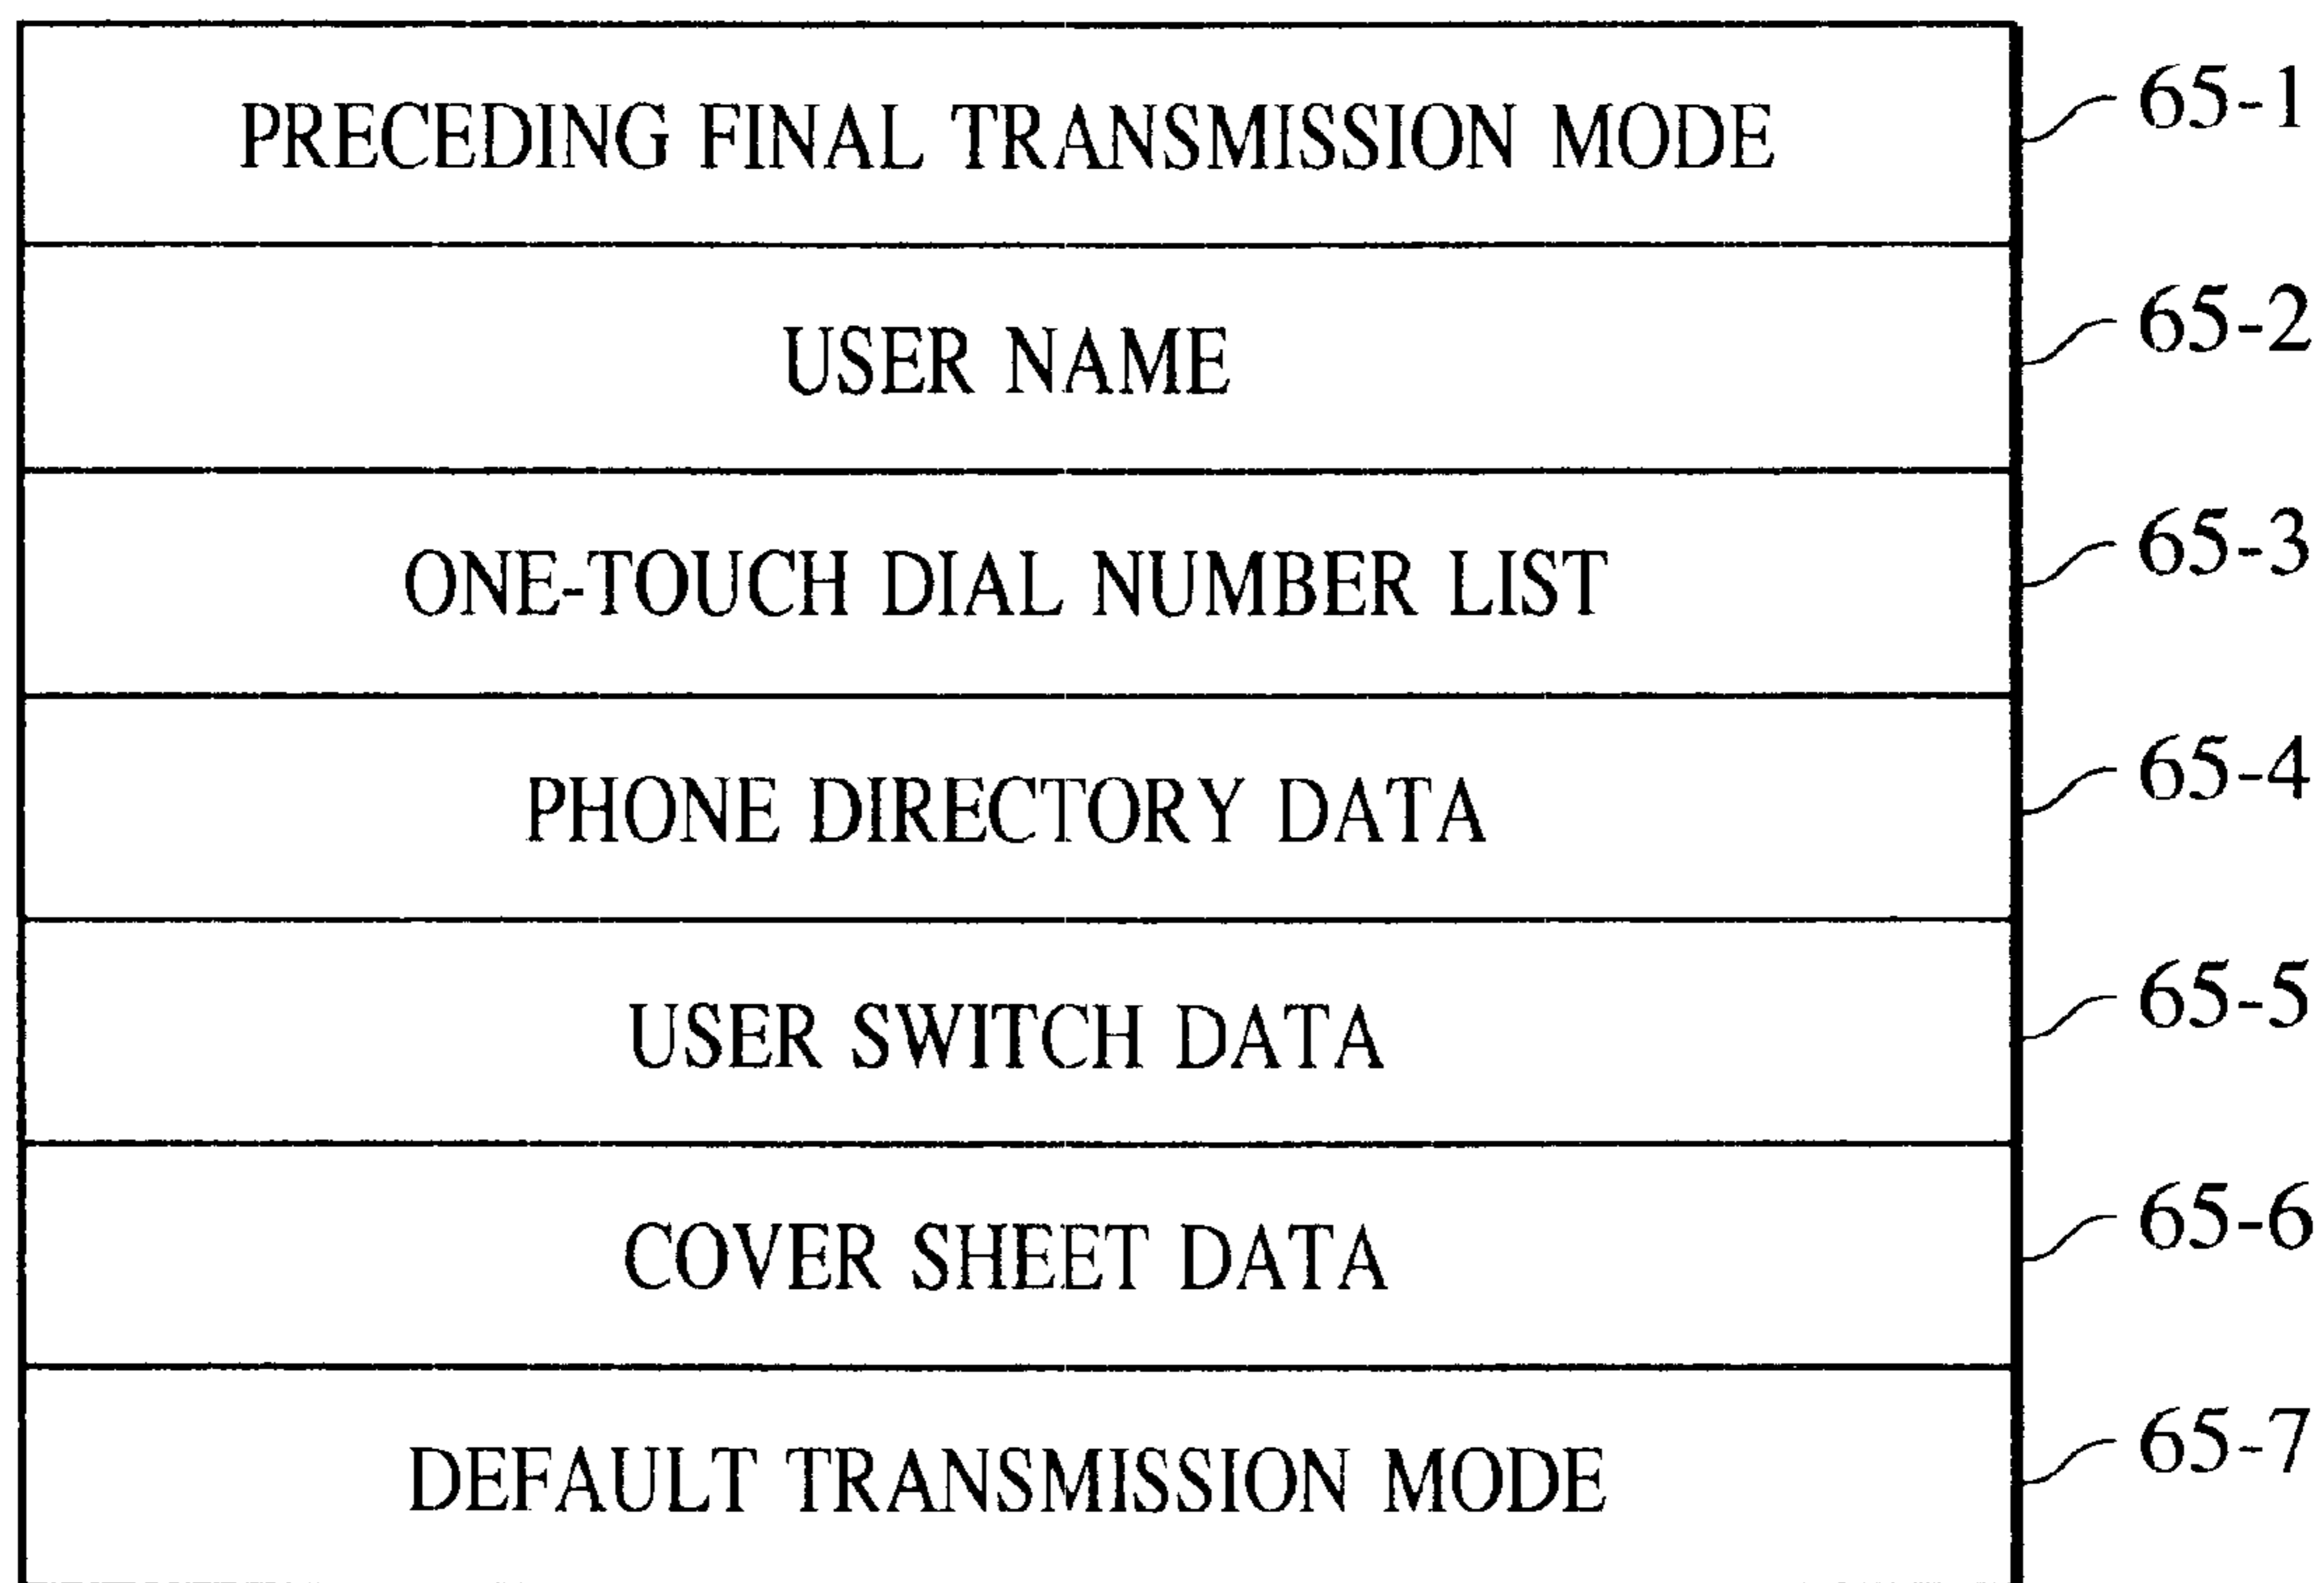 PRECEDING FINAL TRANSMISSION MODE 65-1
USER NAME 65-2
ONE-TOUCH DIAL NUMBER LIST 65-3
PHONE DIRECTORY DATA 65-4
USER SWITCH DATA 65-5
COVER SHEET DATA 65-6
DEFAULT TRANSMISSION MODE 65-7